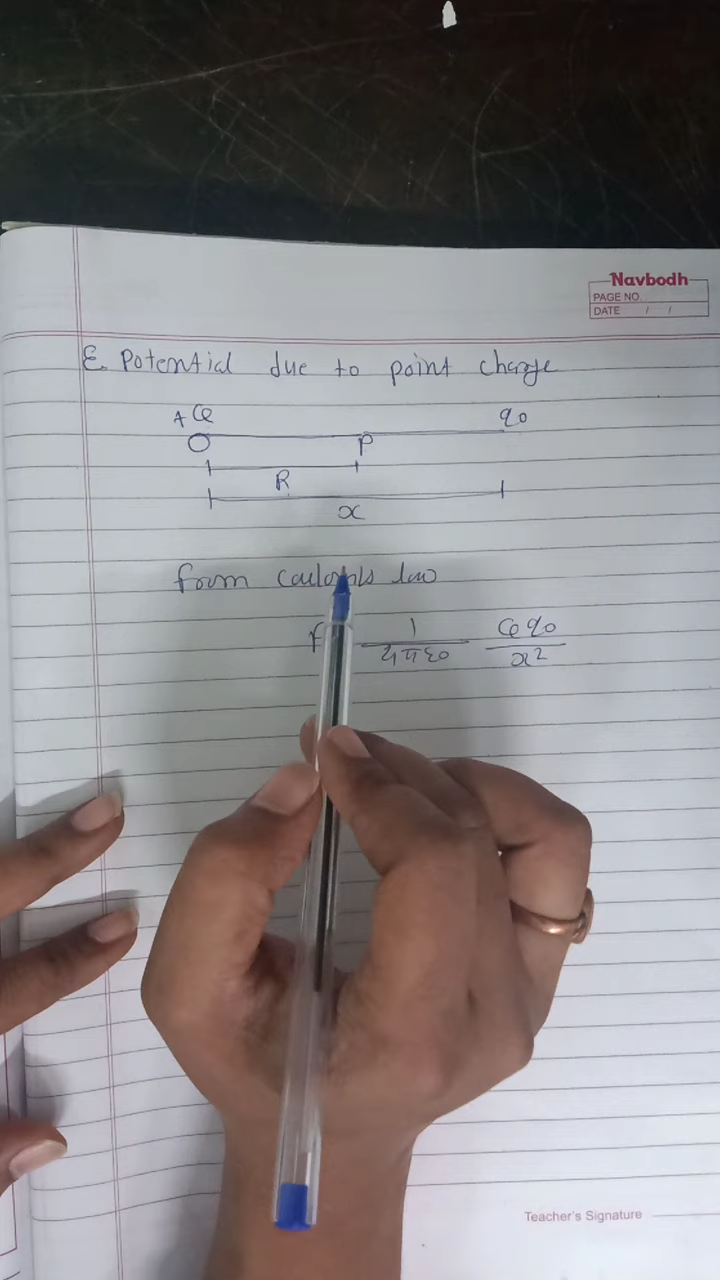 Navbodh
PAGE NO.
DATE / /
E. Potential due to point charge
+Q q0
P
R
x
from coulombs law
F 1/4πε0 Qq0/x²
Teacher's Signature